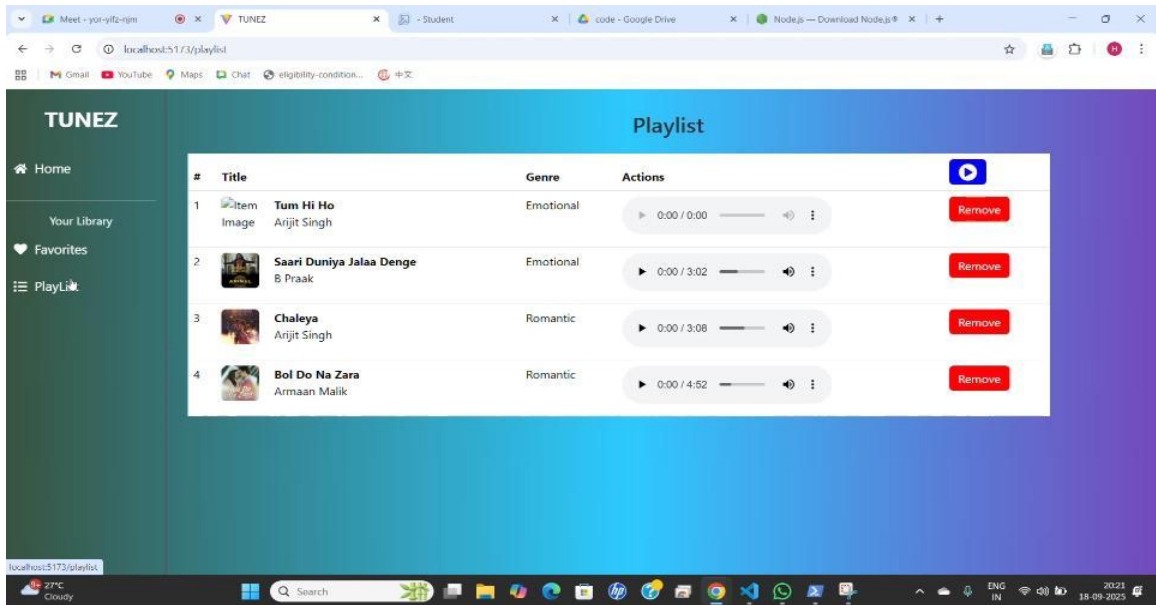 Meet - yor-yifz-njm
TUNEZ
- Student
code - Google Drive
Node.js — Download Node.js®
localhost:5173/playlist
H
Gmail
YouTube
Maps
Chat
eligibility-condition...
中文
TUNEZ
Home
Your Library
Favorites
PlayList
Playlist
# Title Genre Actions
1 Item Image Tum Hi Ho Emotional 0:00 / 0:00 Remove
Arijit Singh
2 Saari Duniya Jalaa Denge Emotional 0:00 / 3:02 Remove
B Praak
3 Chaleya Romantic 0:00 / 3:08 Remove
Arijit Singh
4 Bol Do Na Zara Romantic 0:00 / 4:52 Remove
Armaan Malik
localhost:5173/playlist
27°C
Cloudy
Search
hp
ENG
IN
20:21
18-09-2025